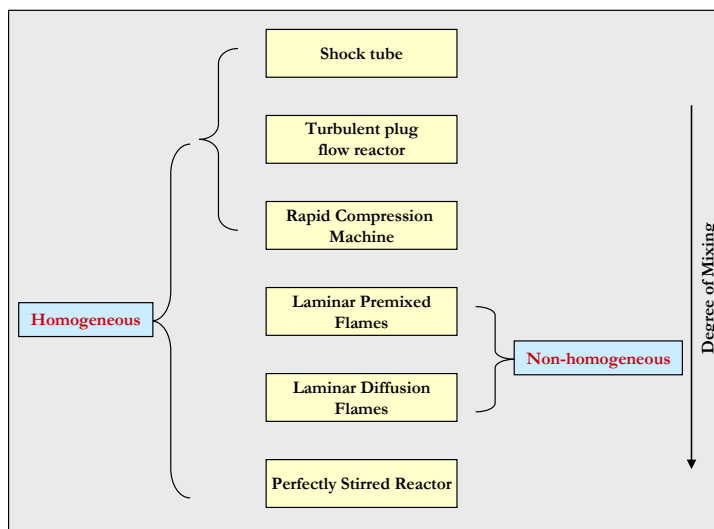 Shock tube
Turbulent plug
flow reactor
Rapid Compression
Machine
Homogeneous
Laminar Premixed
Flames
Non-homogeneous
Laminar Diffusion
Flames
Perfectly Stirred Reactor
Degree of Mixing